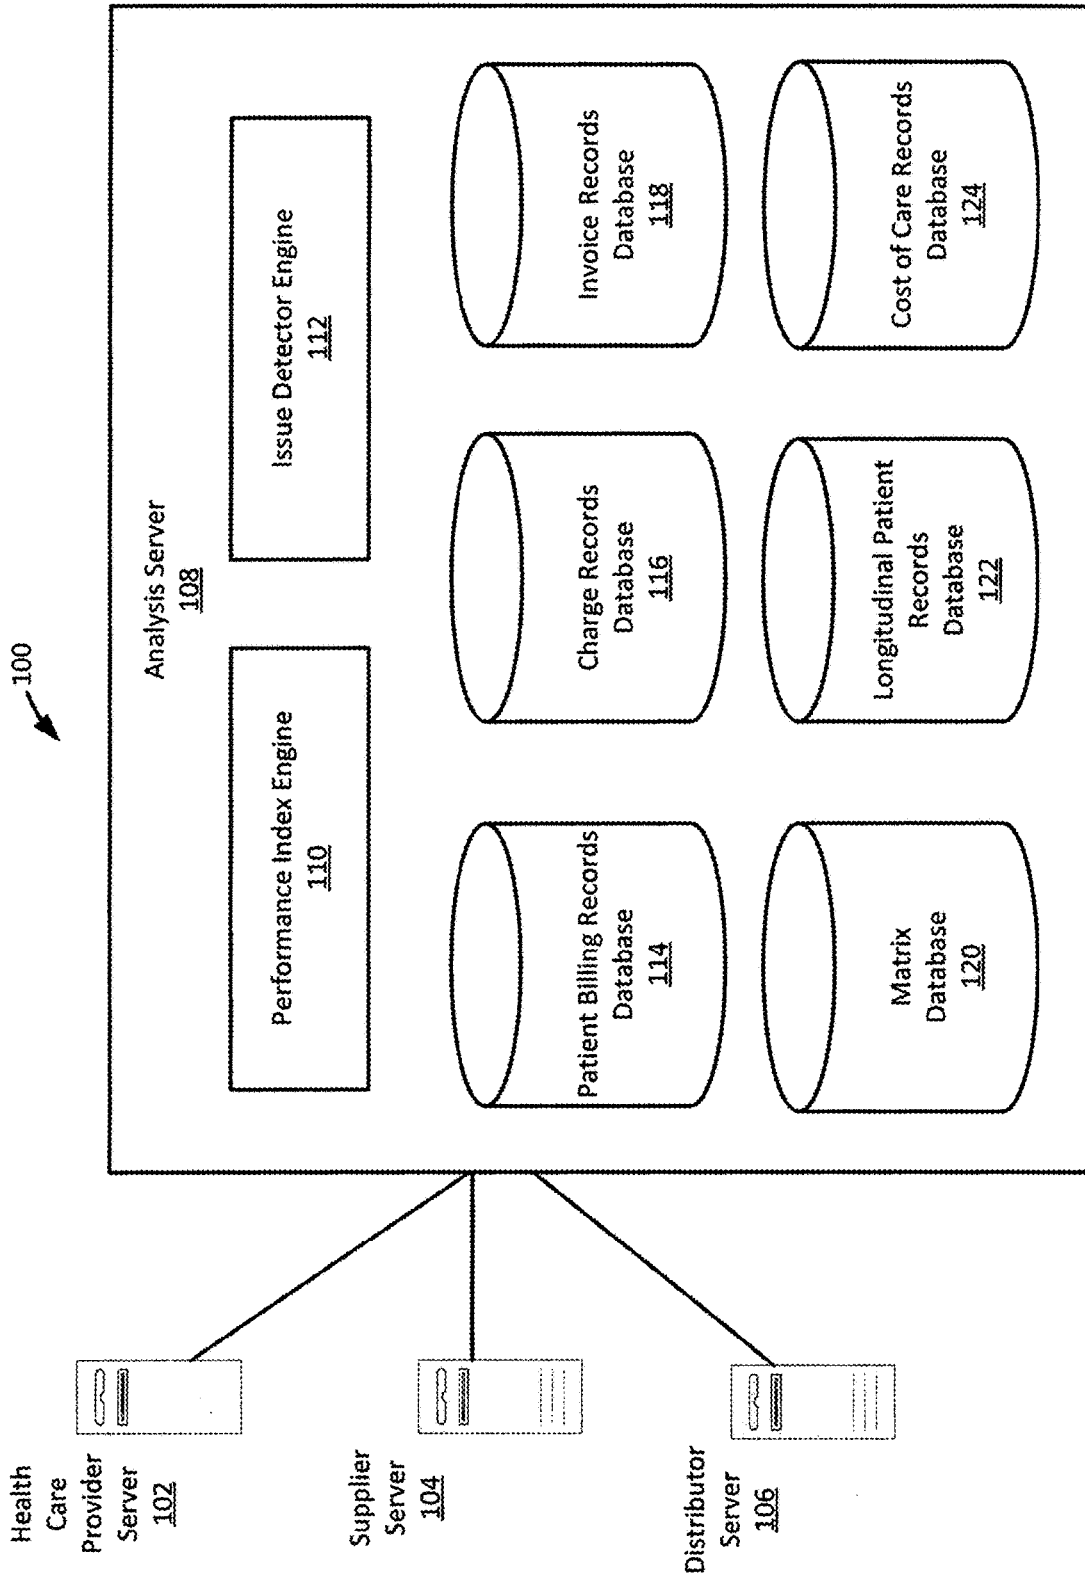 100
Health
Care
Provider
Server
102
Supplier
Server
104
Distributor
Server
106
Analysis Server
108
Performance Index Engine
110
Issue Detector Engine
112
Patient Billing Records
Database
114
Charge Records
Database
116
Invoice Records
Database
118
Matrix
Database
120
Longitudinal Patient
Records
Database
122
Cost of Care Records
Database
124